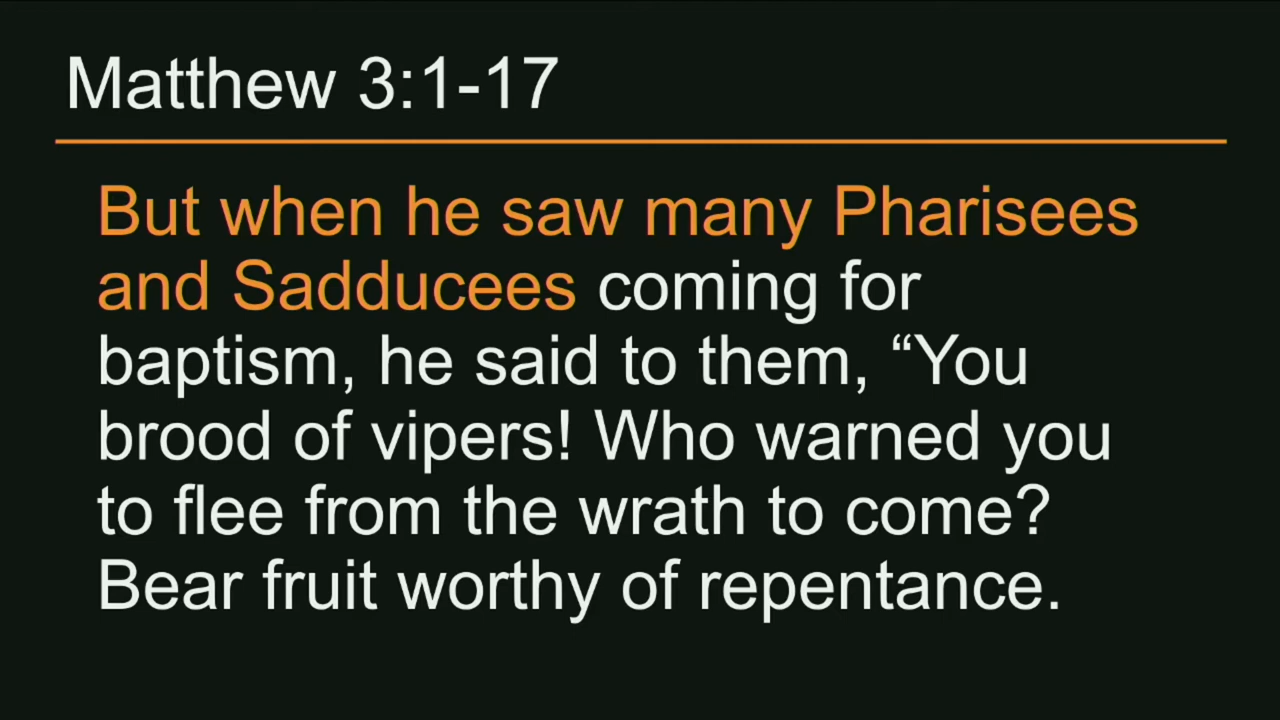 Matthew 3:1-17
But when he saw many Pharisees
and Sadducees coming for
baptism, he said to them, “You
brood of vipers! Who warned you
to flee from the wrath to come?
Bear fruit worthy of repentance.